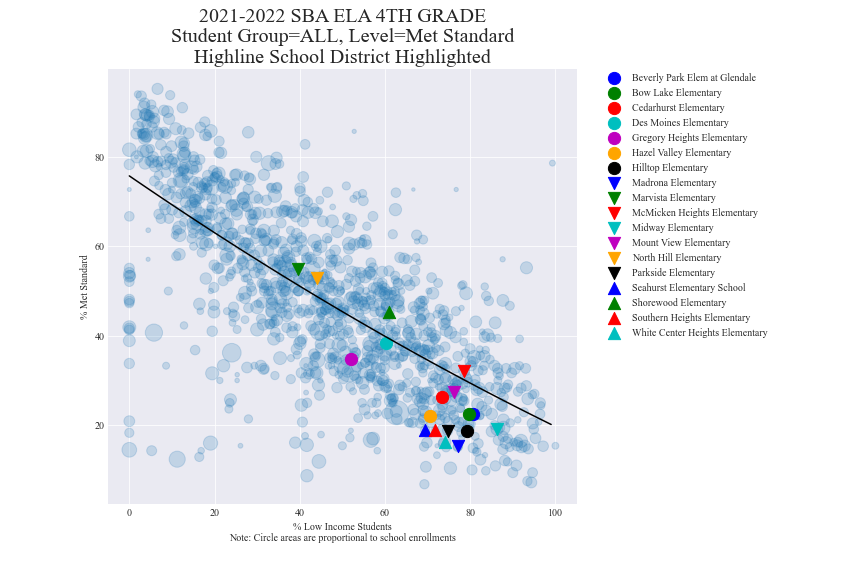 2021-2022 SBA ELA 4TH GRADE
Student Group=ALL, Level=Met Standard
Highline School District Highlighted
% Met Standard
80
60
40
20
0
20
40
60
80
100
% Low Income Students
Note: Circle areas are proportional to school enrollments
Beverly Park Elem at Glendale
Bow Lake Elementary
Cedarhurst Elementary
Des Moines Elementary
Gregory Heights Elementary
Hazel Valley Elementary
Hilltop Elementary
Madrona Elementary
Marvista Elementary
McMicken Heights Elementary
Midway Elementary
Mount View Elementary
North Hill Elementary
Parkside Elementary
Seahurst Elementary School
Shorewood Elementary
Southern Heights Elementary
White Center Heights Elementary